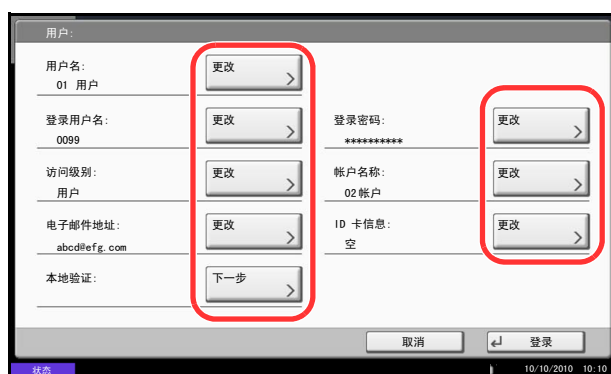 用户:
用户名:
更改
01 用户
登录用户名:
更改
登录密码:
更改
0099
**********
访问级别:
更改
帐户名称:
更改
用户
02帐户
电子邮件地址:
更改
ID 卡信息:
更改
abcd@efg.com
空
本地验证:
下一步
取消
登录
状态
10/10/2010 10:10